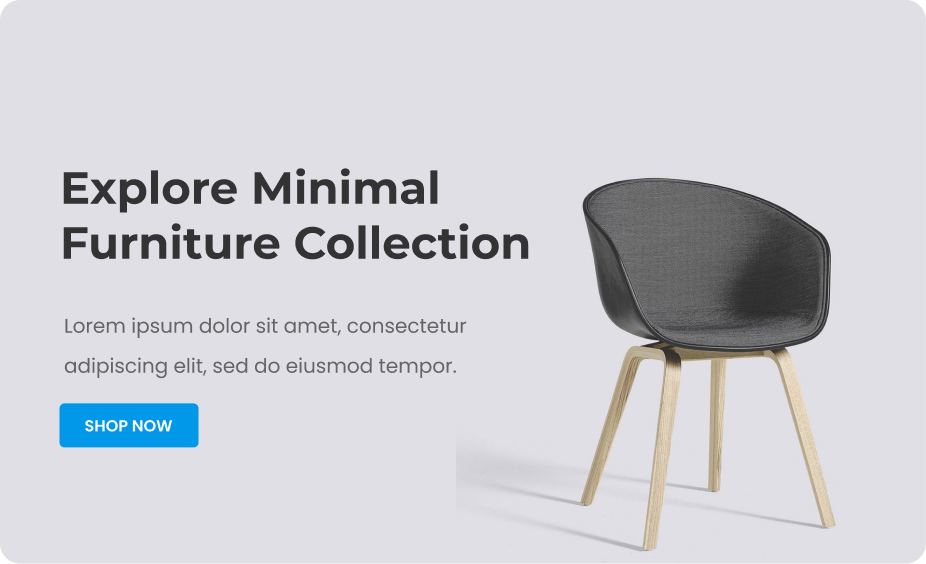 Explore Minimal
Furniture Collection
Lorem ipsum dolor sit amet, consectetur
adipiscing elit, sed do eiusmod tempor.
SHOP NOW